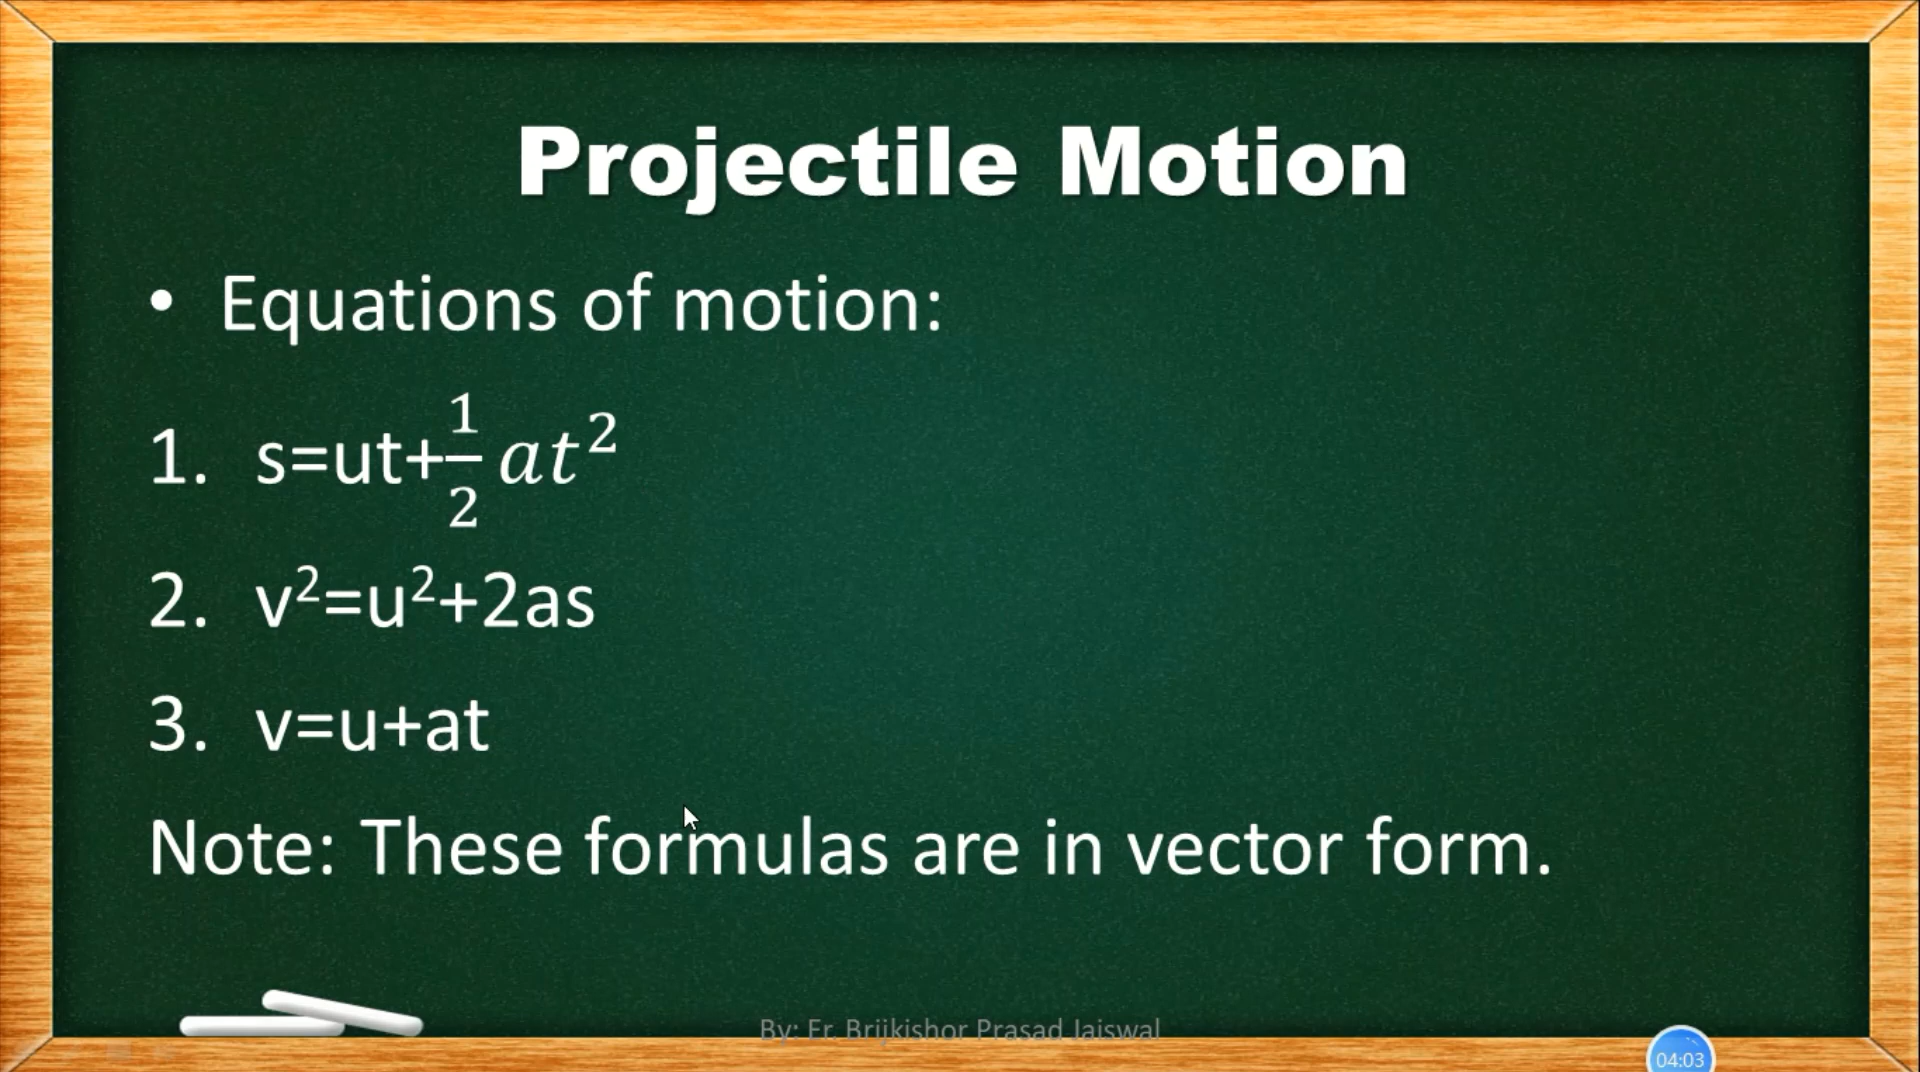 Projectile Motion
• Equations of motion:
1. s=ut+½at²
2. v²=u²+2as
3. v=u+at
Note: These formulas are in vector form.
By: Er. Brijkishor Prasad Jaiswal
04:03